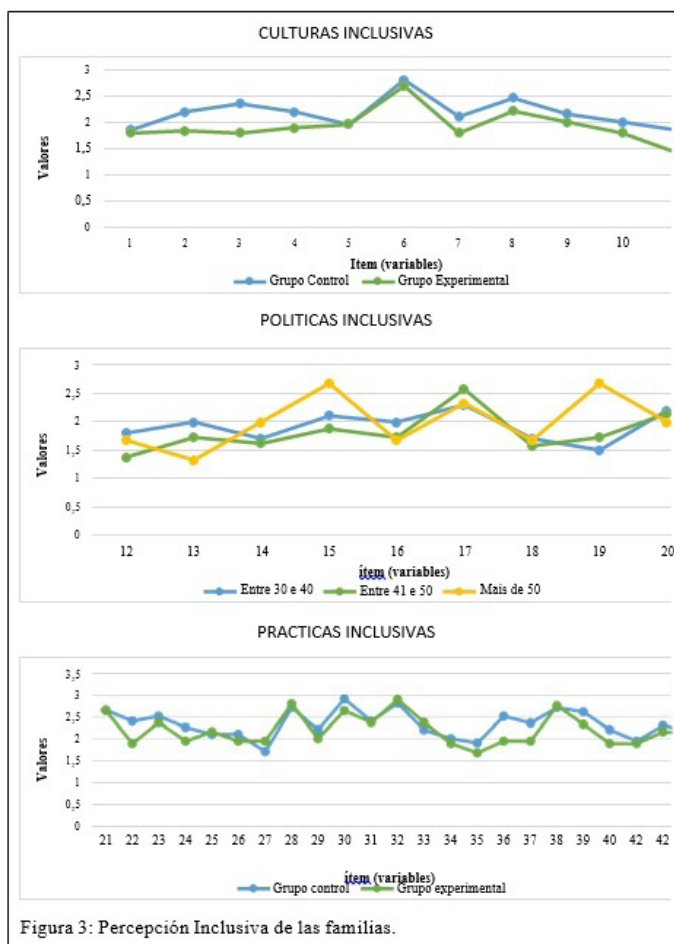 CULTURAS INCLUSIVAS
3
2,5
2
1,5
1
0,5
0
Valores
1 2 3 4 5 6 7 8 9 10
Item (variables)
Grupo Control Grupo Experimental
POLITICAS INCLUSIVAS
3
2,5
2
1,5
1
0,5
0
Valores
12 13 14 15 16 17 18 19 20
ítem (variables)
Entre 30 e 40 Entre 41 e 50 Mais de 50
PRACTICAS INCLUSIVAS
3,5
3
2,5
2
1,5
1
0,5
0
Valores
21 22 23 24 25 26 27 28 29 30 31 32 33 34 35 36 37 38 39 40 42 42
ítem (variables)
Grupo control Grupo experimental
Figura 3: Percepción Inclusiva de las familias.